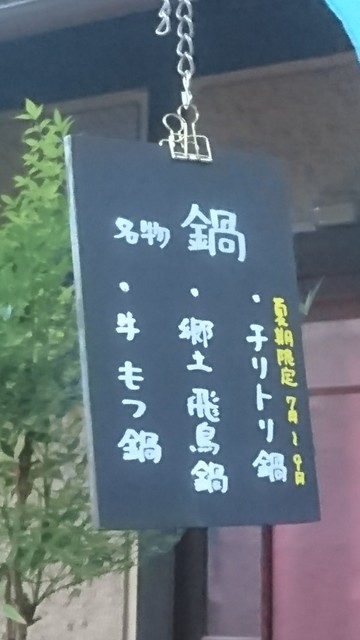 名物 鍋
夏期限定 7月~9月
・チリトリ鍋
・郷土 飛鳥鍋
・牛もつ鍋